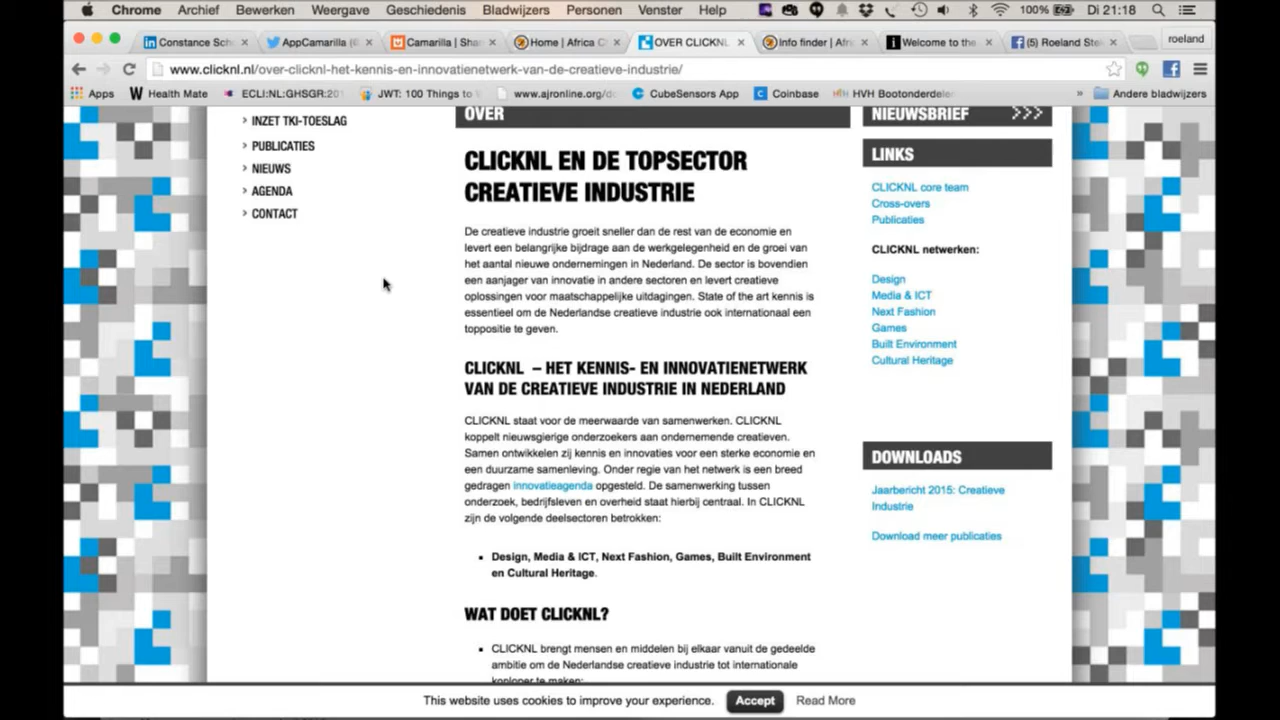 Chrome Archief Bewerken Weergave Geschiedenis Bladwijzers Personen Venster Help 100% Di 21:18
Constance Sch
AppCamarilla (
Camarilla | Sha
Home | Africa C
OVER CLICKNL
Info finder | Afr
Welcome to the
(5) Roeland Ste
roeland
www.clicknl.nl/over-clicknl-het-kennis-en-innovatienetwerk-van-de-creatieve-industrie/
Apps
Health Mate
ECLI:NL:GHSGR:201
JWT: 100 Things to
www.ajronline.org/do
CubeSensors App
Coinbase
HVH Bootonderdele
»
Andere bladwijzers
INZET TKI-TOESLAG
PUBLICATIES
NIEUWS
AGENDA
CONTACT
OVER
CLICKNL EN DE TOPSECTOR
CREATIEVE INDUSTRIE
De creatieve industrie groeit sneller dan de rest van de economie en
levert een belangrijke bijdrage aan de werkgelegenheid en de groei van
het aantal nieuwe ondernemingen in Nederland. De sector is bovendien
een aanjager van innovatie in andere sectoren en levert creatieve
oplossingen voor maatschappelijke uitdagingen. State of the art kennis is
essentieel om de Nederlandse creatieve industrie ook internationaal een
toppositie te geven.
CLICKNL – HET KENNIS- EN INNOVATIENETWERK
VAN DE CREATIEVE INDUSTRIE IN NEDERLAND
CLICKNL staat voor de meerwaarde van samenwerken. CLICKNL
koppelt nieuwsgierige onderzoekers aan ondernemende creatieven.
Samen ontwikkelen zij kennis en innovaties voor een sterke economie en
een duurzame samenleving. Onder regie van het netwerk is een breed
gedragen innovatieagenda opgesteld. De samenwerking tussen
onderzoek, bedrijfsleven en overheid staat hierbij centraal. In CLICKNL
zijn de volgende deelsectoren betrokken:
Design, Media & ICT, Next Fashion, Games, Built Environment
en Cultural Heritage.
WAT DOET CLICKNL?
CLICKNL brengt mensen en middelen bij elkaar vanuit de gedeelde
ambitie om de Nederlandse creatieve industrie tot internationale
koploper te maken:
NIEUWSBRIEF >>>
LINKS
CLICKNL core team
Cross-overs
Publicaties
CLICKNL netwerken:
Design
Media & ICT
Next Fashion
Games
Built Environment
Cultural Heritage
DOWNLOADS
Jaarbericht 2015: Creatieve
Industrie
Download meer publicaties
This website uses cookies to improve your experience. Accept Read More